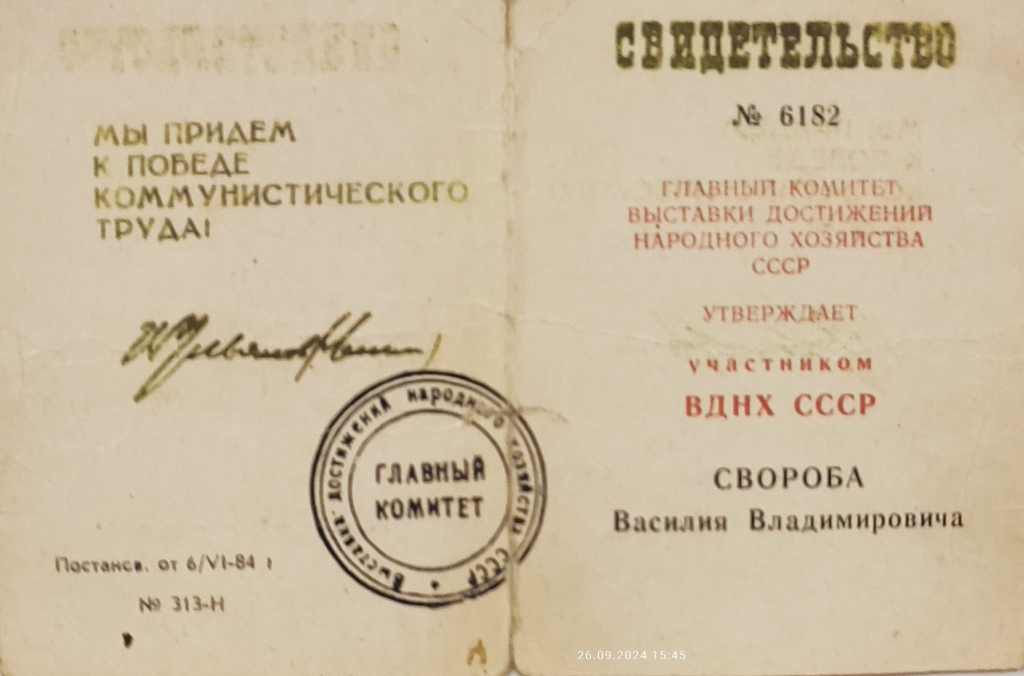 МЫ ПРИДЕМ
К ПОБЕДЕ
КОММУНИСТИЧЕСКОГО
ТРУДА!
В. Ульянов (Ленин)
Выставка достижений народного хозяйства СССР
ГЛАВНЫЙ
КОМИТЕТ
Постанов. от 6/VI-84 г
№ 313-Н
СВИДЕТЕЛЬСТВО
№ 6182
ГЛАВНЫЙ КОМИТЕТ
ВЫСТАВКИ ДОСТИЖЕНИЙ
НАРОДНОГО ХОЗЯЙСТВА
СССР
УТВЕРЖДАЕТ
участником
ВДНХ СССР
СВОРОБА
Василия Владимировича
26.09.2024 15:45